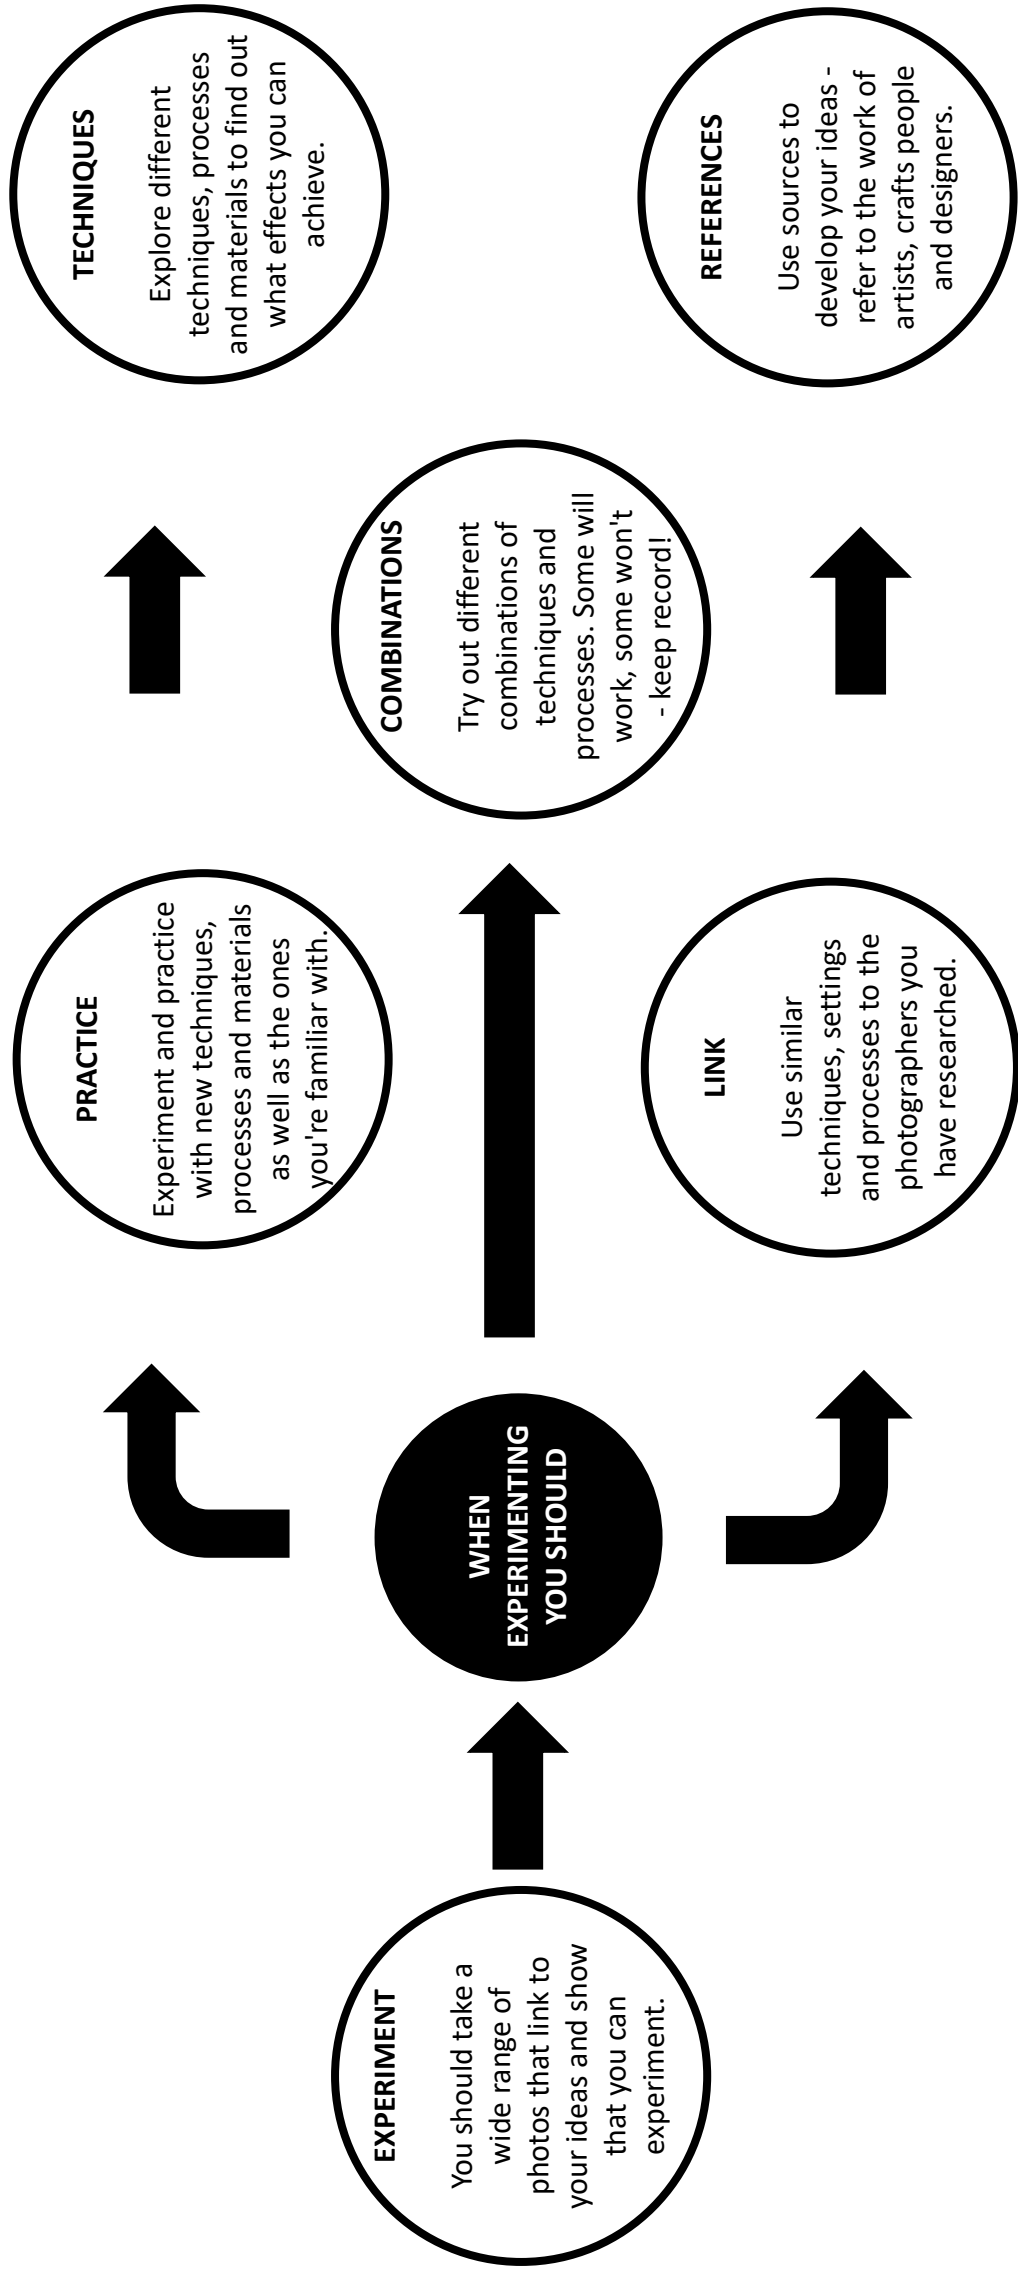 EXPERIMENT
You should take a
wide range of
photos that link to
your ideas and show
that you can
experiment.
WHEN
EXPERIMENTING
YOU SHOULD
PRACTICE
Experiment and practice
with new techniques,
processes and materials
as well as the ones
you're familiar with.
TECHNIQUES
Explore different
techniques, processes
and materials to find out
what effects you can
achieve.
COMBINATIONS
Try out different
combinations of
techniques and
processes. Some will
work, some won't
- keep record!
LINK
Use similar
techniques, settings
and processes to the
photographers you
have researched.
REFERENCES
Use sources to
develop your ideas -
refer to the work of
artists, crafts people
and designers.